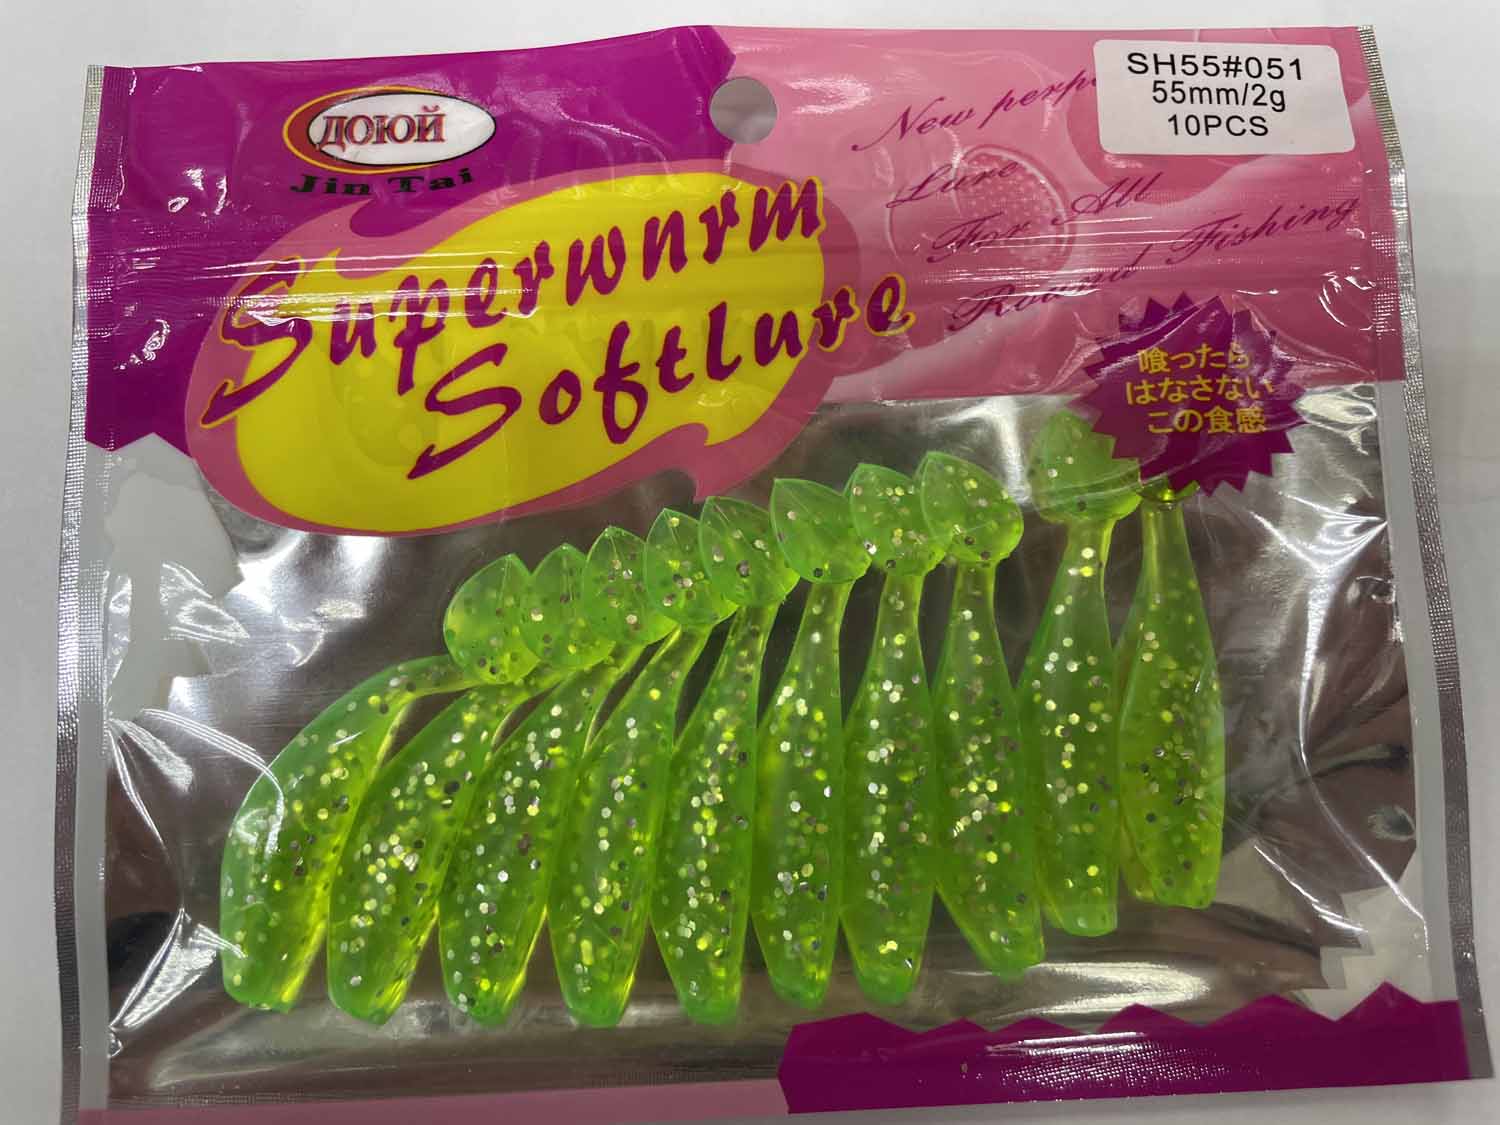 ДОЮЙ
Jin Tai
Superwnrm
Softlure
New
Lure
For All
Round Fishing
SH55#051
55mm/2g
10PCS
喰ったら
はなさない
この食感